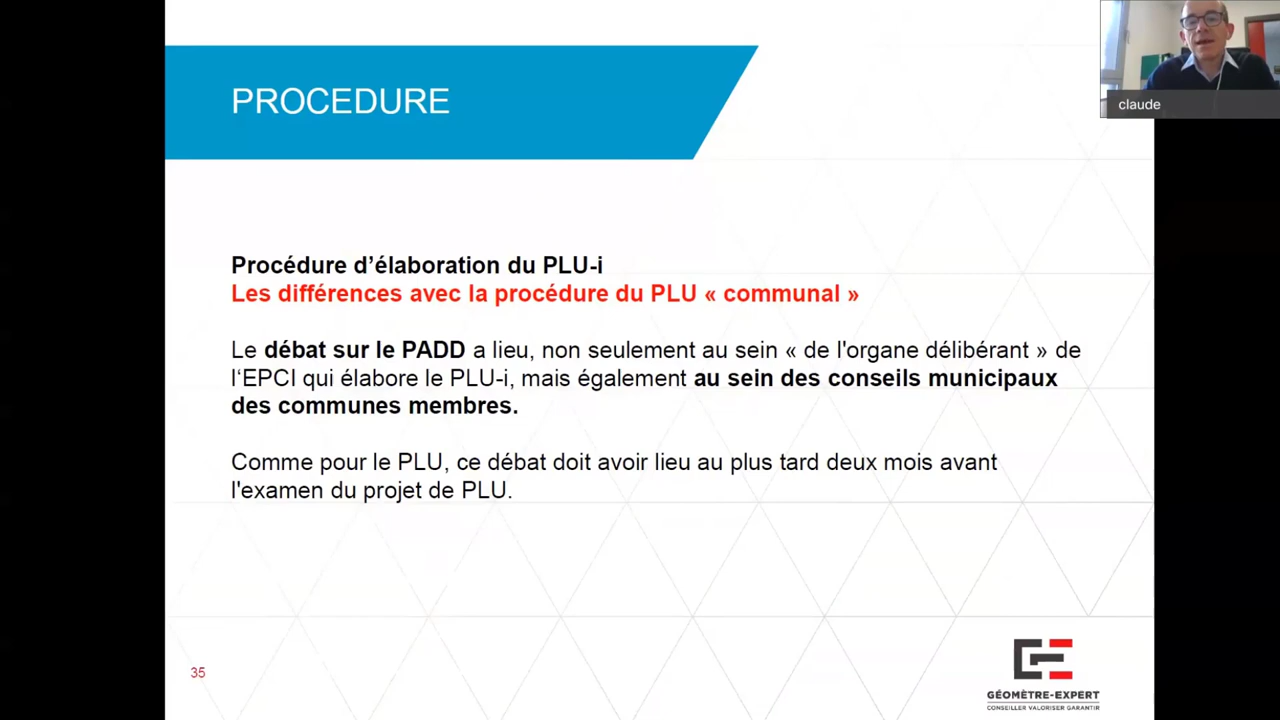 PROCEDURE
claude
Procédure d’élaboration du PLU-i
Les différences avec la procédure du PLU « communal »
Le débat sur le PADD a lieu, non seulement au sein « de l'organe délibérant » de
l‘EPCI qui élabore le PLU-i, mais également au sein des conseils municipaux
des communes membres.
Comme pour le PLU, ce débat doit avoir lieu au plus tard deux mois avant
l'examen du projet de PLU.
35
GÉOMÈTRE-EXPERT
CONSEILLER VALORISER GARANTIR